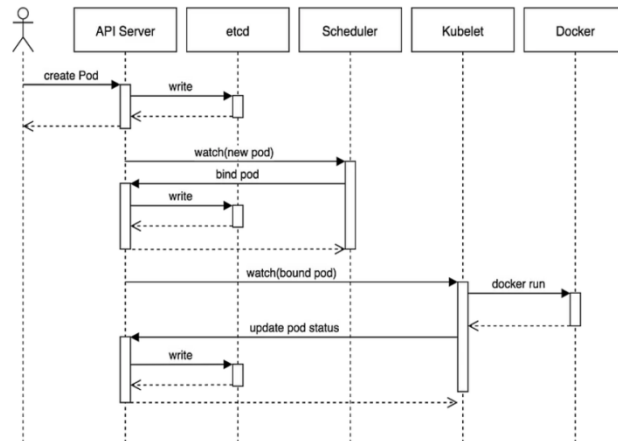 API Server
etcd
Scheduler
Kubelet
Docker
create Pod
write
watch(new pod)
bind pod
write
watch(bound pod)
docker run
update pod status
write